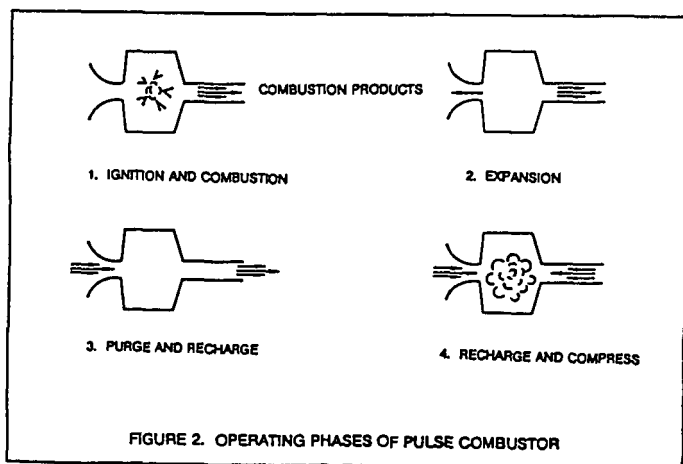 COMBUSTION PRODUCTS
1. IGNITION AND COMBUSTION
2. EXPANSION
3. PURGE AND RECHARGE
4. RECHARGE AND COMPRESS
FIGURE 2. OPERATING PHASES OF PULSE COMBUSTOR